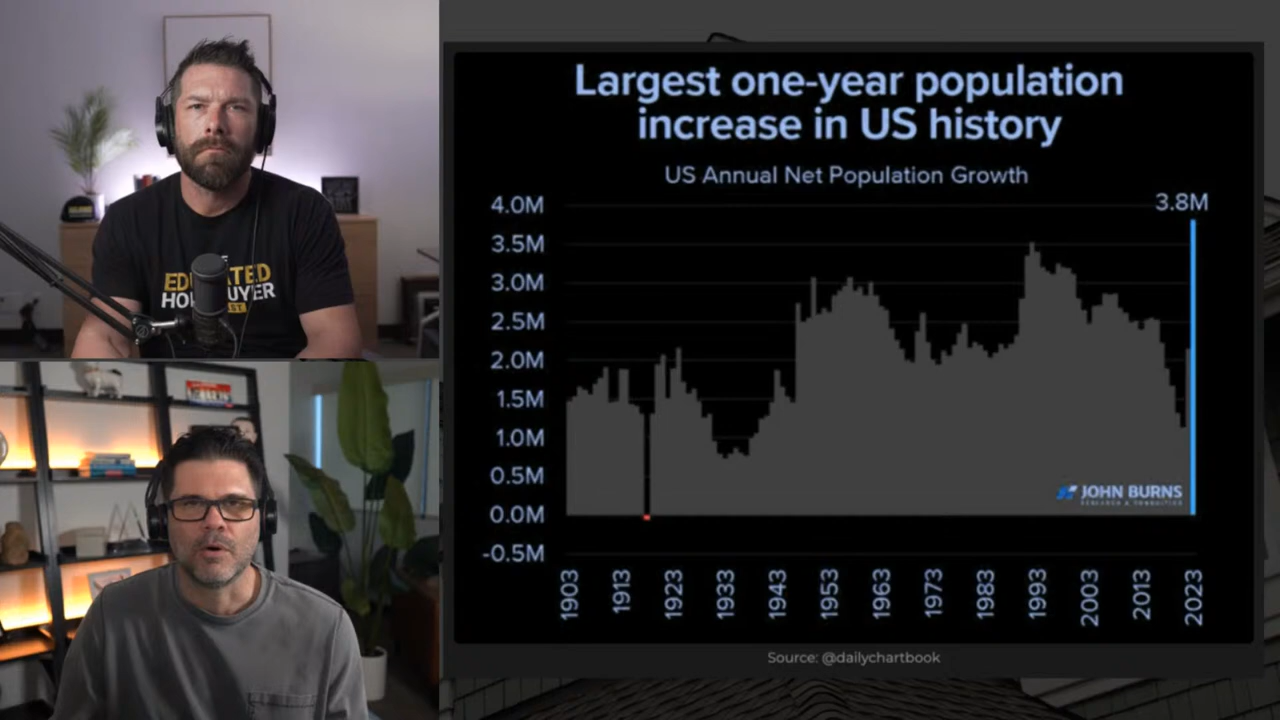 EDUCATED
HOMEBUYER
Largest one-year population
increase in US history
US Annual Net Population Growth
3.8M
4.0M
3.5M
3.0M
2.5M
2.0M
1.5M
1.0M
0.5M
0.0M
-0.5M
JOHN BURNS
RESEARCH & CONSULTING
1903
1913
1923
1933
1943
1953
1963
1973
1983
1993
2003
2013
2023
Source: @dailychartbook